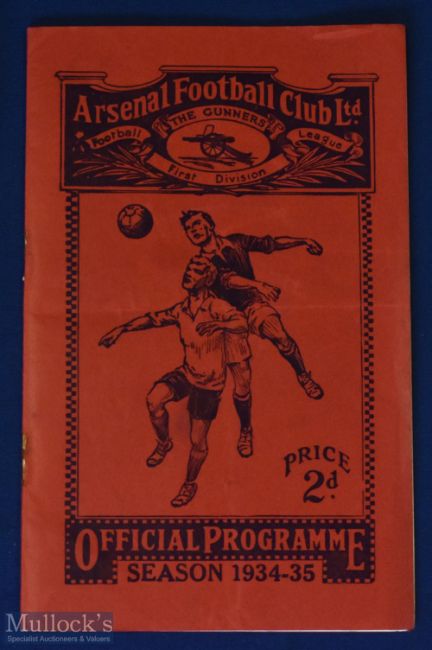 Arsenal Football Club Ltd.
THE GUNNERS
Football League
First Division
PRICE
2d.
OFFICIAL PROGRAMME
SEASON 1934-35
Mullock's
Specialist Auctioneers & Valuers